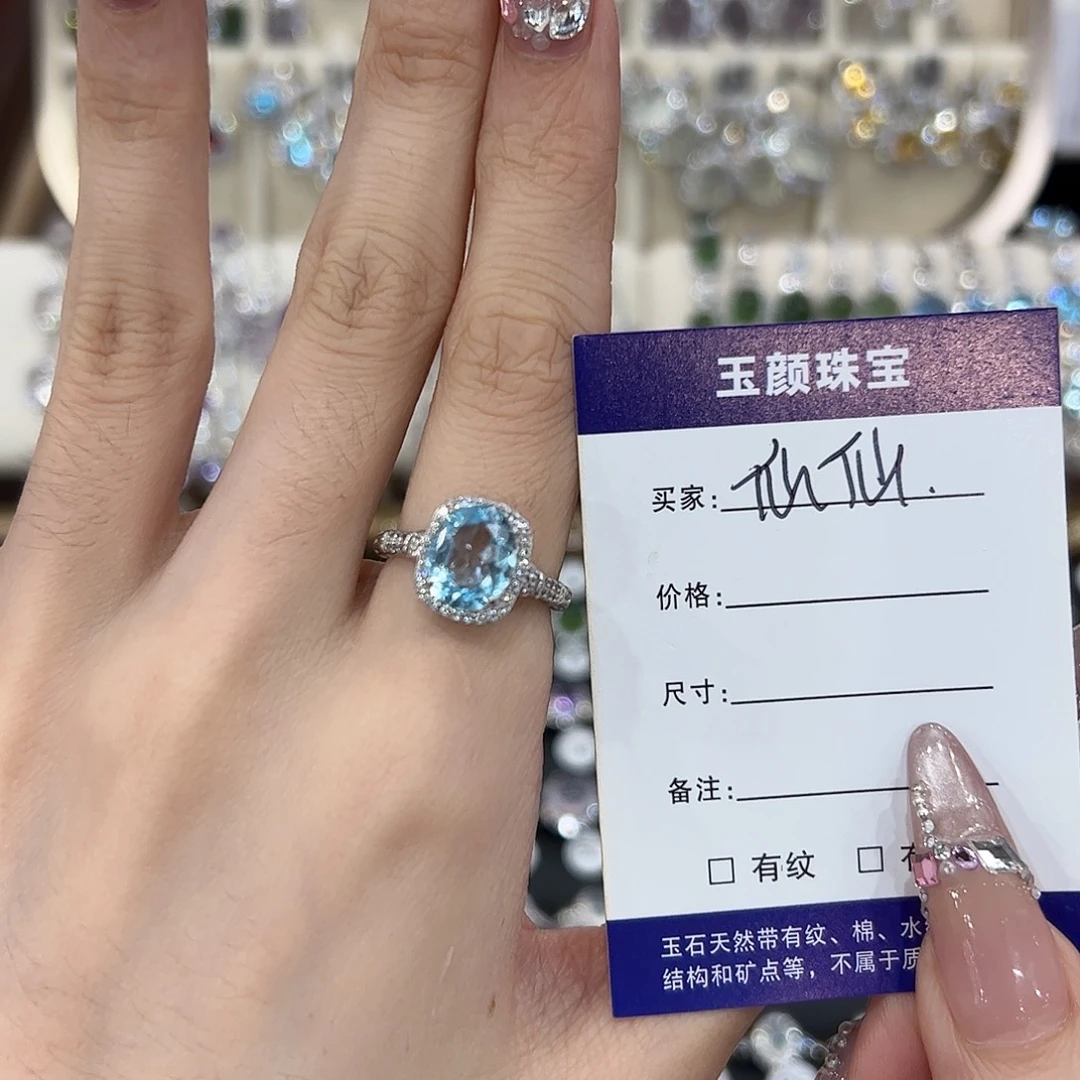 玉颜珠宝
买家:
价格:
尺寸:
备注:
□ 有纹 □
玉石天然带有纹、棉、水
结构和矿点等，不属于质